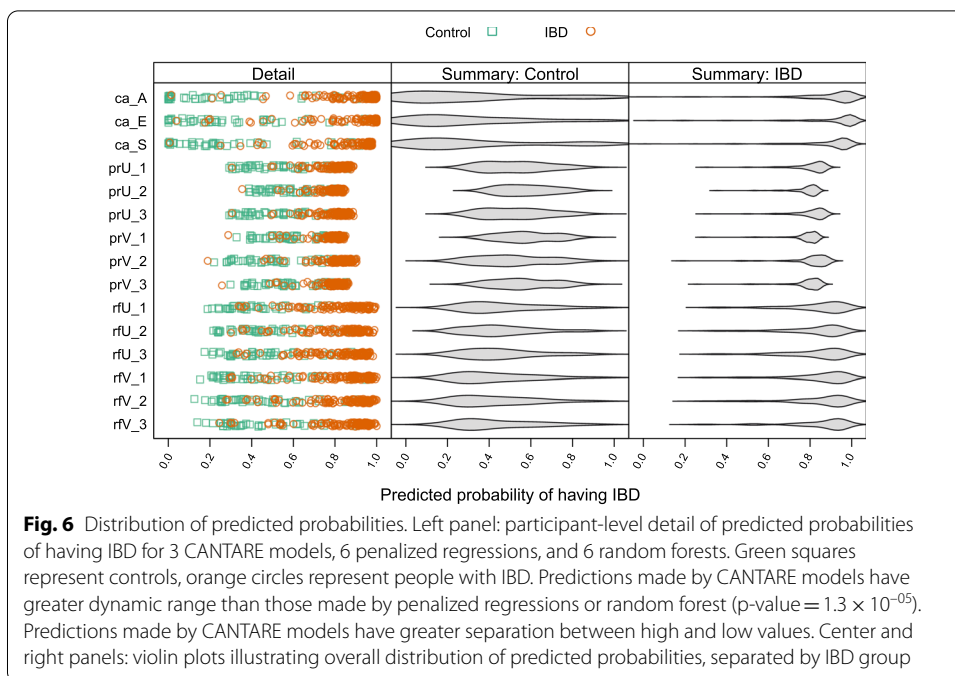 Control IBD
Detail Summary: Control Summary: IBD
ca_A
ca_E
ca_S
prU_1
prU_2
prU_3
prV_1
prV_2
prV_3
rfU_1
rfU_2
rfU_3
rfV_1
rfV_2
rfV_3
0.0 0.2 0.4 0.6 0.8 1.0 0.0 0.2 0.4 0.6 0.8 1.0 0.0 0.2 0.4 0.6 0.8 1.0
Predicted probability of having IBD
Fig. 6 Distribution of predicted probabilities. Left panel: participant-level detail of predicted probabilities
of having IBD for 3 CANTARE models, 6 penalized regressions, and 6 random forests. Green squares
represent controls, orange circles represent people with IBD. Predictions made by CANTARE models have
greater dynamic range than those made by penalized regressions or random forest (p-value = 1.3 × 10⁻⁰⁵).
Predictions made by CANTARE models have greater separation between high and low values. Center and
right panels: violin plots illustrating overall distribution of predicted probabilities, separated by IBD group